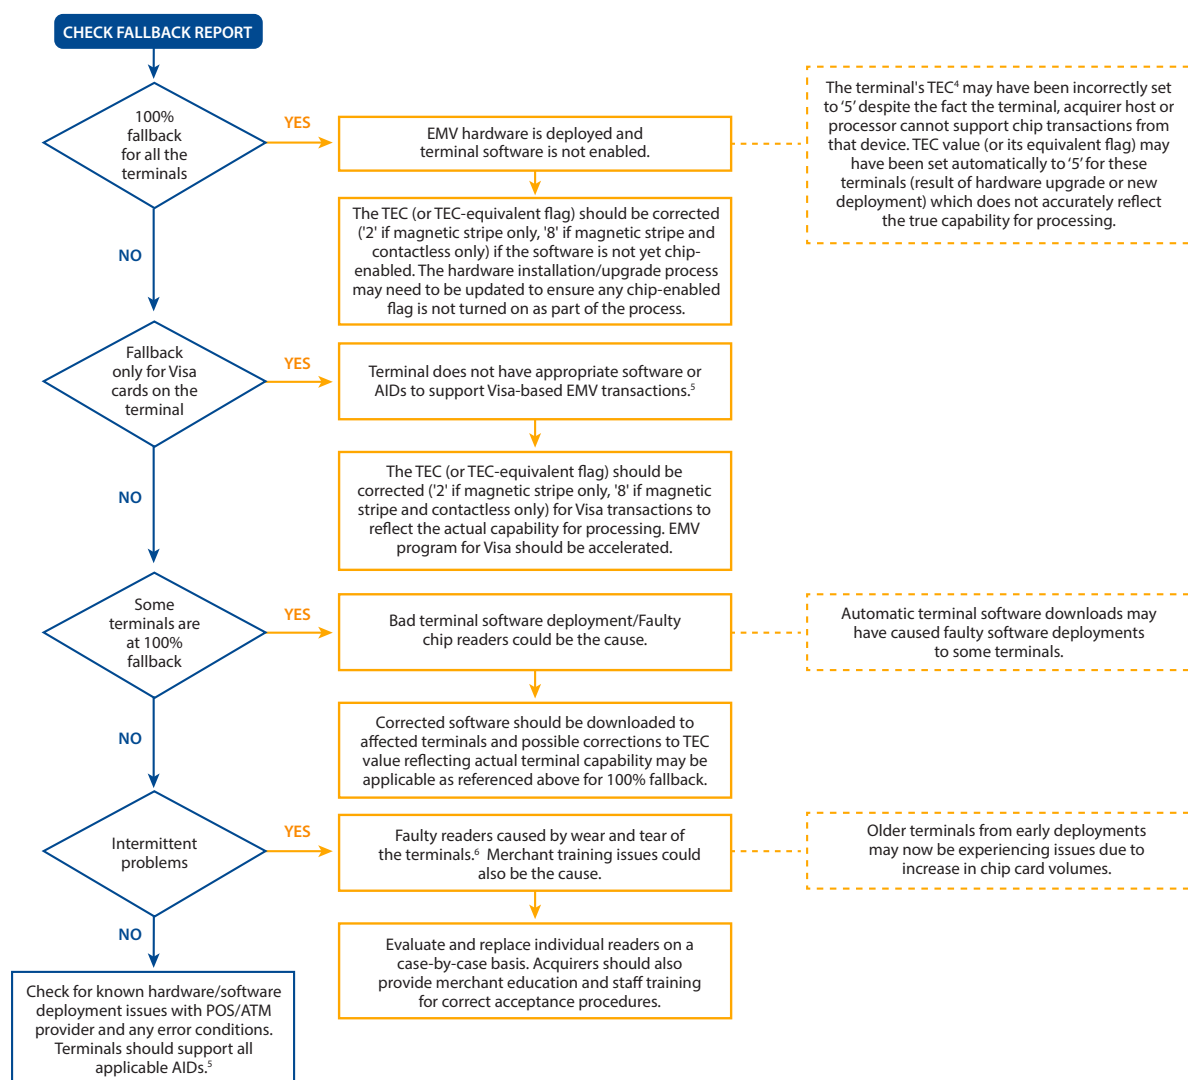 CHECK FALLBACK REPORT
100%
fallback
for all the
terminals
YES
EMV hardware is deployed and
terminal software is not enabled.
The terminal's TEC⁴ may have been incorrectly set
to ‘5’ despite the fact the terminal, acquirer host or
processor cannot support chip transactions from
that device. TEC value (or its equivalent flag) may
have been set automatically to ‘5’ for these
terminals (result of hardware upgrade or new
deployment) which does not accurately reflect
the true capability for processing.
The TEC (or TEC-equivalent flag) should be corrected
('2' if magnetic stripe only, '8' if magnetic stripe and
contactless only) if the software is not yet chip-
enabled. The hardware installation/upgrade process
may need to be updated to ensure any chip-enabled
flag is not turned on as part of the process.
NO
Fallback
only for Visa
cards on the
terminal
YES
Terminal does not have appropriate software or
AIDs to support Visa-based EMV transactions.⁵
The TEC (or TEC-equivalent flag) should be
corrected ('2' if magnetic stripe only, '8' if magnetic
stripe and contactless only) for Visa transactions to
reflect the actual capability for processing. EMV
program for Visa should be accelerated.
NO
Some
terminals are
at 100%
fallback
YES
Bad terminal software deployment/Faulty
chip readers could be the cause.
Automatic terminal software downloads may
have caused faulty software deployments
to some terminals.
Corrected software should be downloaded to
affected terminals and possible corrections to TEC
value reflecting actual terminal capability may be
applicable as referenced above for 100% fallback.
NO
Intermittent
problems
YES
Faulty readers caused by wear and tear of
the terminals.⁶ Merchant training issues could
also be the cause.
Older terminals from early deployments
may now be experiencing issues due to
increase in chip card volumes.
Evaluate and replace individual readers on a
case-by-case basis. Acquirers should also
provide merchant education and staff training
for correct acceptance procedures.
NO
Check for known hardware/software
deployment issues with POS/ATM
provider and any error conditions.
Terminals should support all
applicable AIDs.⁵